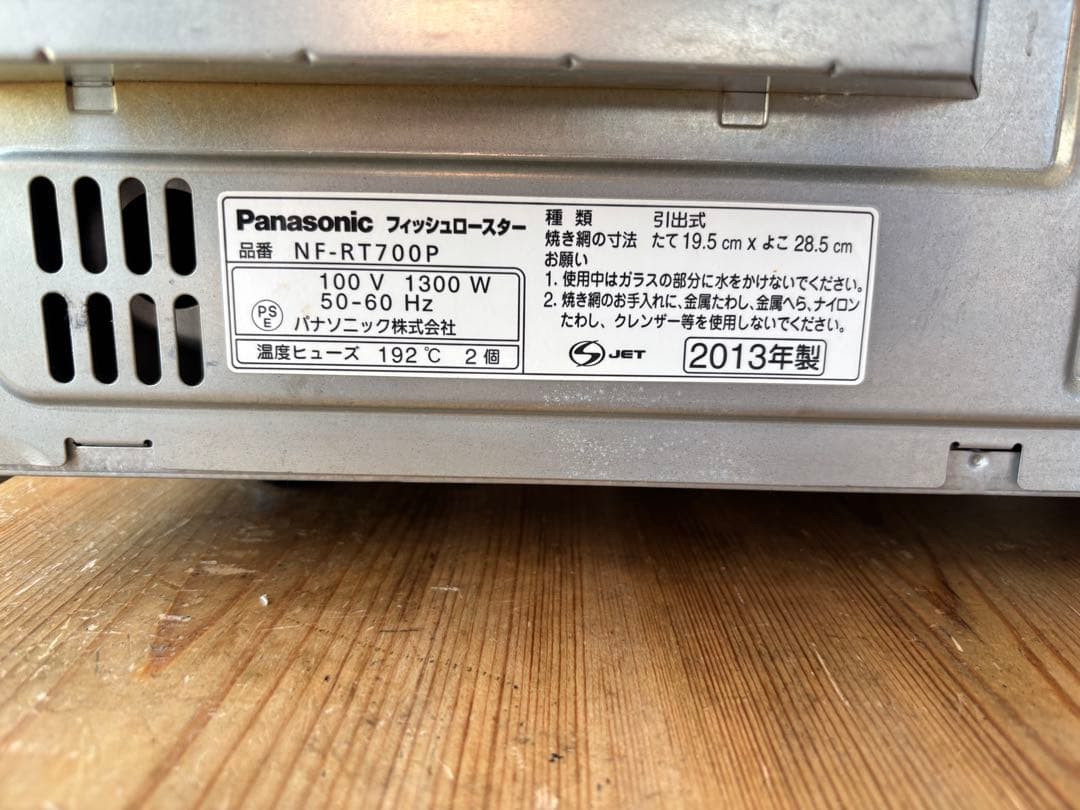 Panasonic フィッシュロースター
品番 NF-RT700P
100 V 1300 W
50-60 Hz
PS
E
パナソニック株式会社
温度ヒューズ 192℃ 2個
種類 引出式
焼き網の寸法 たて19.5 cm x よこ 28.5 cm
お願い
1. 使用中はガラスの部分に水をかけないでください。
2. 焼き網のお手入れに、金属たわし、金属へら、ナイロン
たわし、クレンザー等を使用しないでください。
S JET
2013年製